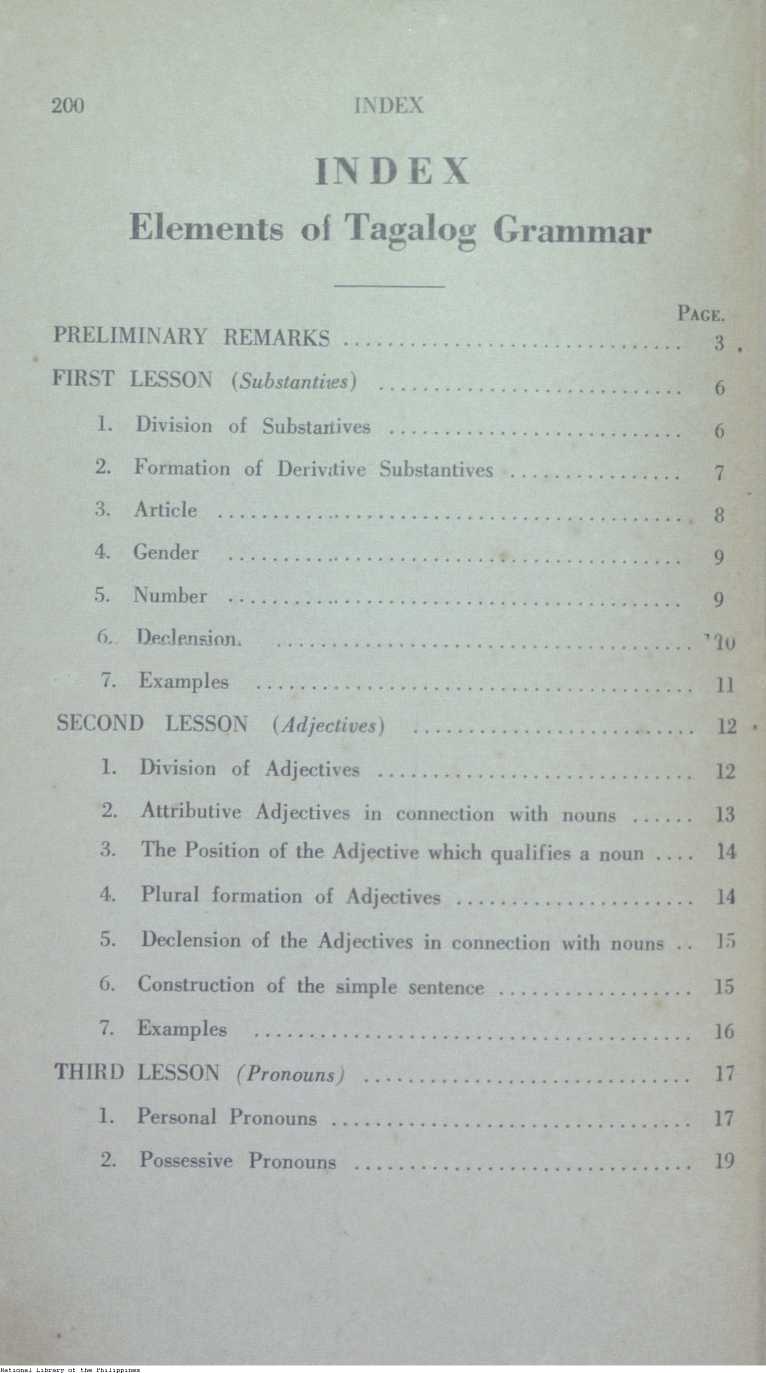 200 INDEX
INDEX
Elements of Tagalog Grammar
PAGE.
PRELIMINARY REMARKS ............................... 3
FIRST LESSON (Substantives) ............................ 6
1. Division of Substantives ........................... 6
2. Formation of Derivative Substantives ................ 7
3. Article ........................................... 8
4. Gender .......................................... 9
5. Number .......................................... 9
6. Declension. ...................................... 10
7. Examples ........................................ 11
SECOND LESSON (Adjectives) .......................... 12
1. Division of Adjectives ............................. 12
2. Attributive Adjectives in connection with nouns ...... 13
3. The Position of the Adjective which qualifies a noun .... 14
4. Plural formation of Adjectives ...................... 14
5. Declension of the Adjectives in connection with nouns .. 15
6. Construction of the simple sentence .................. 15
7. Examples ........................................ 16
THIRD LESSON (Pronouns) .............................. 17
1. Personal Pronouns ................................. 17
2. Possessive Pronouns ............................... 19
National Library of the Philippines